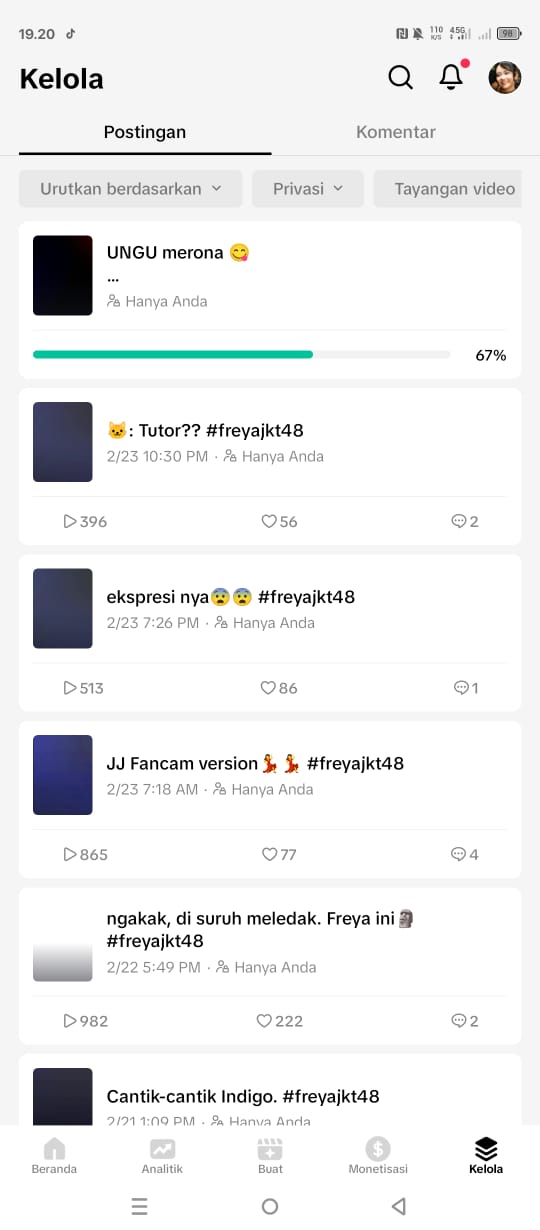 19.20
110
K/S
4.5G
98
Kelola
Postingan
Komentar
Urutkan berdasarkan
Privasi
Tayangan video
UNGU merona 😋
...
Hanya Anda
67%
🐱: Tutor?? #freyajkt48
2/23 10:30 PM · Hanya Anda
396
56
2
ekspresi nya😨😨 #freyajkt48
2/23 7:26 PM · Hanya Anda
513
86
1
JJ Fancam version💃💃 #freyajkt48
2/23 7:18 AM · Hanya Anda
865
77
4
ngakak, di suruh meledak. Freya ini🗿
#freyajkt48
2/22 5:49 PM · Hanya Anda
982
222
2
Cantik-cantik Indigo. #freyajkt48
2/21 1:09 PM · Hanya Anda
Beranda
Analitik
Buat
Monetisasi
Kelola